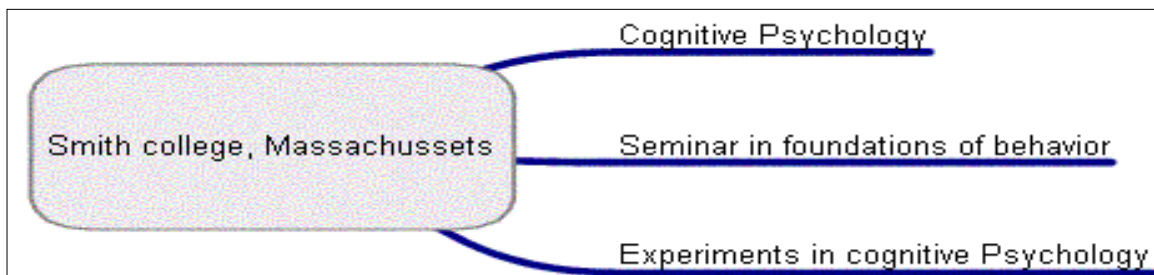 Cognitive Psychology
Smith college, Massachussets
Seminar in foundations of behavior
Experiments in cognitive Psychology